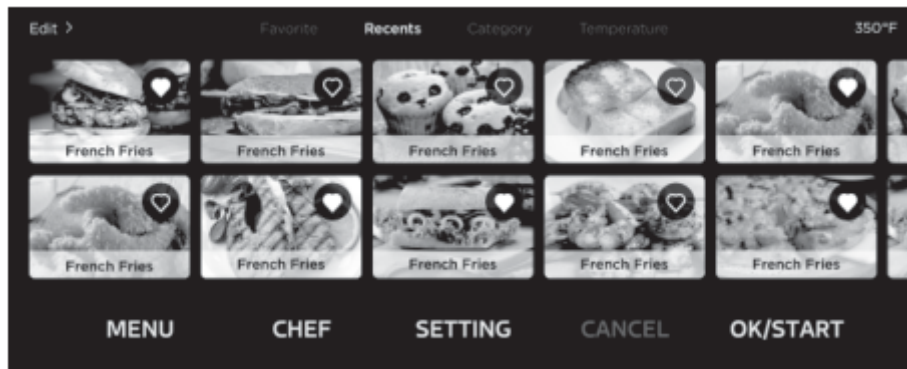 Edit > Favorite Recents Category Temperature 350°F
French Fries French Fries French Fries French Fries French Fries
French Fries French Fries French Fries French Fries French Fries
MENU CHEF SETTING CANCEL OK/START